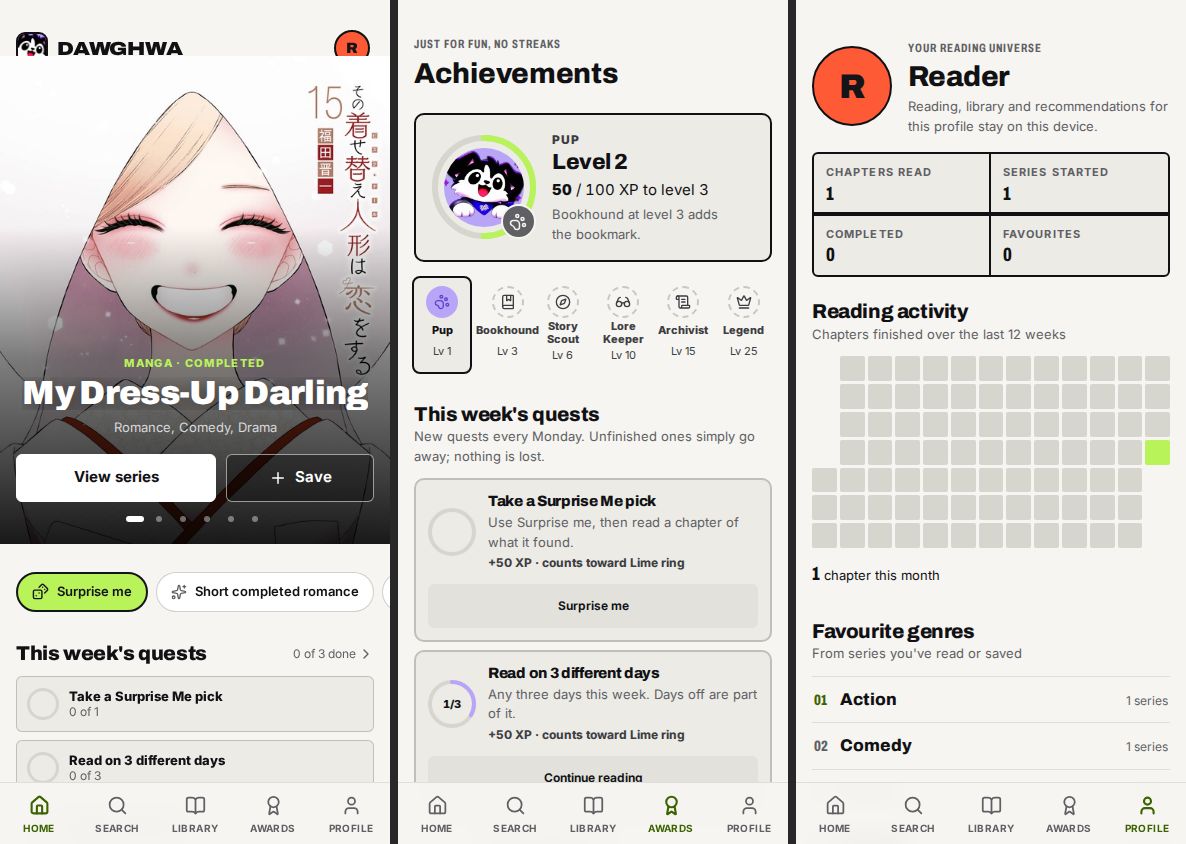 DAWGHWA
R
15
その着せ替え人形は恋をする
福田晋一
MANGA · COMPLETED
My Dress-Up Darling
Romance, Comedy, Drama
View series
+ Save
Surprise me
Short completed romance
This week's quests
0 of 3 done
Take a Surprise Me pick
0 of 1
Read on 3 different days
0 of 3
HOME
SEARCH
LIBRARY
AWARDS
PROFILE
JUST FOR FUN, NO STREAKS
Achievements
PUP
Level 2
50 / 100 XP to level 3
Bookhound at level 3 adds
the bookmark.
Pup
Lv 1
Bookhound
Lv 3
Story
Scout
Lv 6
Lore
Keeper
Lv 10
Archivist
Lv 15
Legend
Lv 25
This week's quests
New quests every Monday. Unfinished ones simply go
away; nothing is lost.
Take a Surprise Me pick
Use Surprise me, then read a chapter of
what it found.
+50 XP · counts toward Lime ring
Surprise me
1/3
Read on 3 different days
Any three days this week. Days off are part
of it.
+50 XP · counts toward Lime ring
Continue reading
HOME
SEARCH
LIBRARY
AWARDS
PROFILE
R
YOUR READING UNIVERSE
Reader
Reading, library and recommendations for
this profile stay on this device.
CHAPTERS READ
1
SERIES STARTED
1
COMPLETED
0
FAVOURITES
0
Reading activity
Chapters finished over the last 12 weeks
1 chapter this month
Favourite genres
From series you've read or saved
01 Action 1 series
02 Comedy 1 series
HOME
SEARCH
LIBRARY
AWARDS
PROFILE